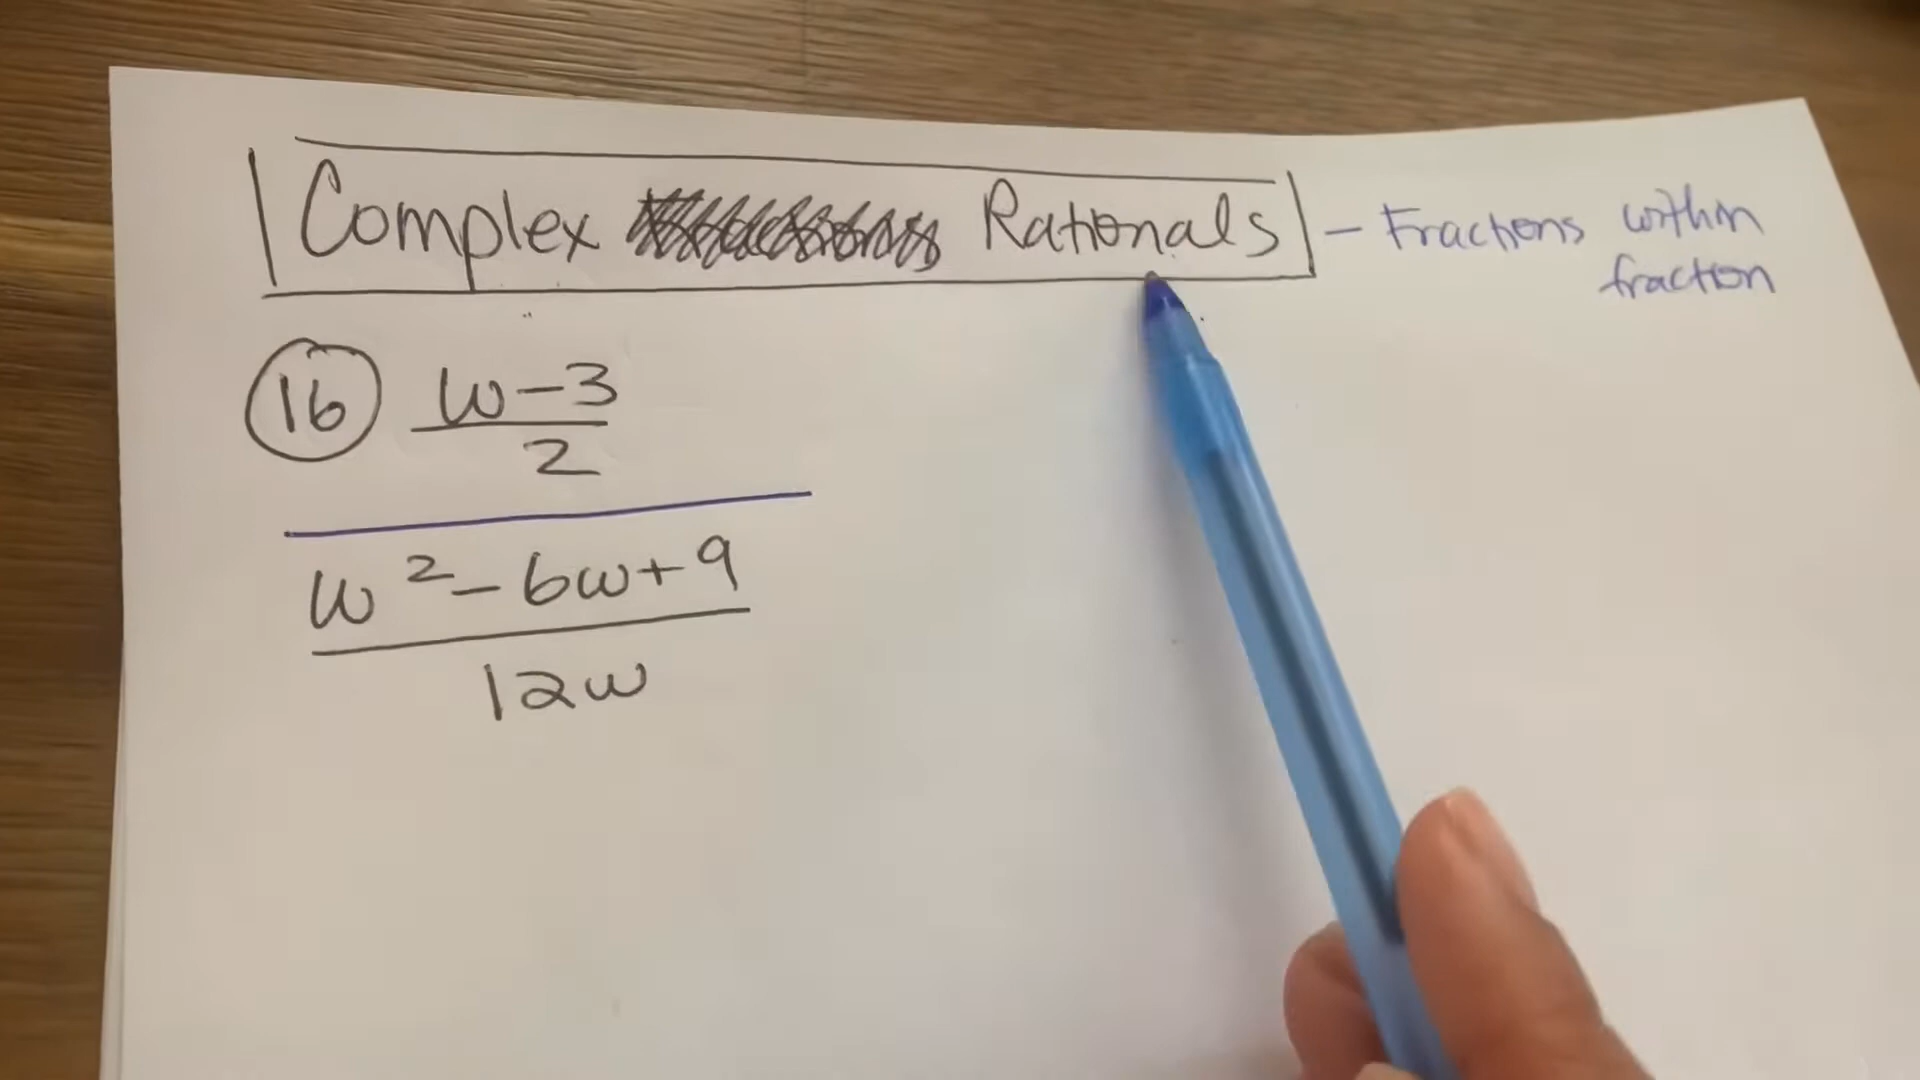 Complex Rationals - Fractions within
fraction
16 w-3
2
w²-6w+9
12w